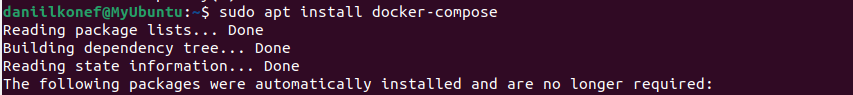 daniilkonef@MyUbuntu:~$ sudo apt install docker-compose
Reading package lists... Done
Building dependency tree... Done
Reading state information... Done
The following packages were automatically installed and are no longer required: